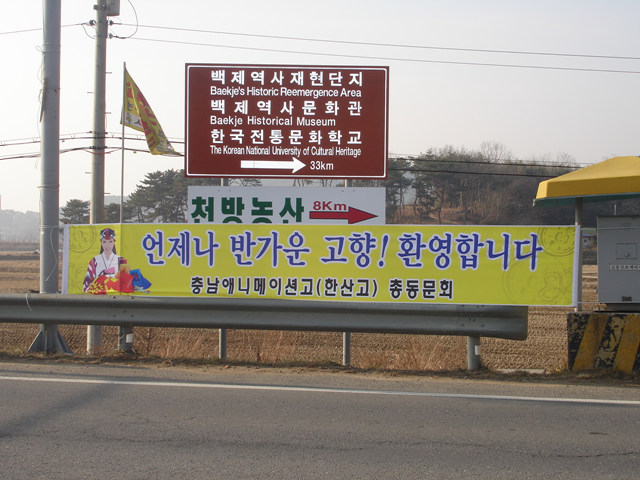 백제역사재현단지
Baekje's Historic Reemergence Area
백제역사문화관
Baekje Historical Museum
한국전통문화학교
The Korean National University of Cultural Heritage
33km
천방농산
8Km
언제나 반가운 고향! 환영합니다
충남애니메이션고(한산고) 총동문회